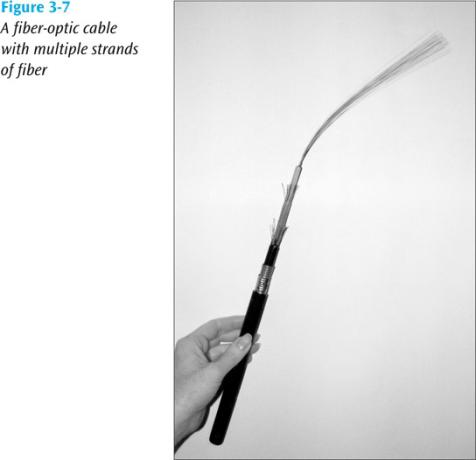 Figure 3-7
A fiber-optic cable
with multiple strands
of fiber